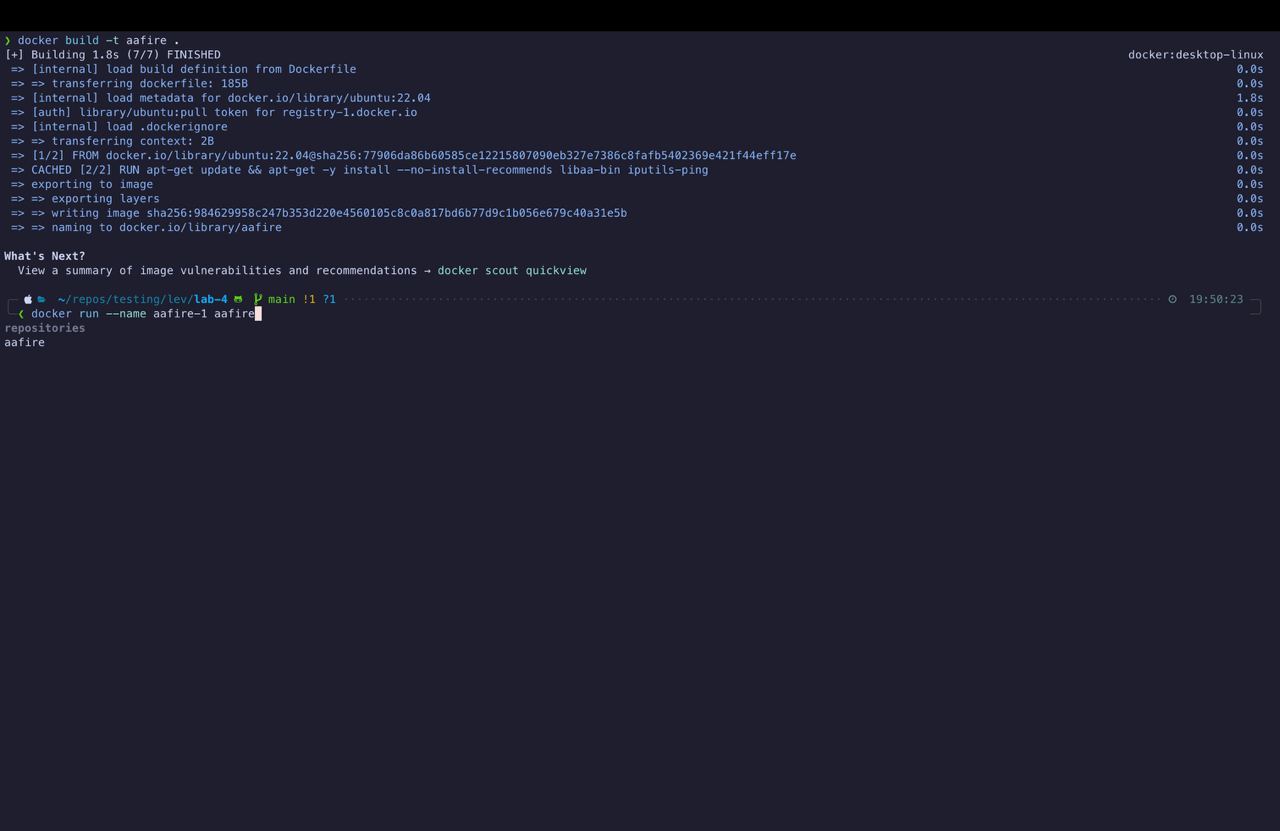 ❯ docker build -t aafire .
[+] Building 1.8s (7/7) FINISHED docker:desktop-linux
=> [internal] load build definition from Dockerfile 0.0s
=> => transferring dockerfile: 185B 0.0s
=> [internal] load metadata for docker.io/library/ubuntu:22.04 1.8s
=> [auth] library/ubuntu:pull token for registry-1.docker.io 0.0s
=> [internal] load .dockerignore 0.0s
=> => transferring context: 2B 0.0s
=> [1/2] FROM docker.io/library/ubuntu:22.04@sha256:77906da86b60585ce12215807090eb327e7386c8fafb5402369e421f44eff17e 0.0s
=> CACHED [2/2] RUN apt-get update && apt-get -y install --no-install-recommends libaa-bin iputils-ping 0.0s
=> exporting to image 0.0s
=> => exporting layers 0.0s
=> => writing image sha256:984629958c247b353d220e4560105c8c0a817bd6b77d9c1b056e679c40a31e5b 0.0s
=> => naming to docker.io/library/aafire 0.0s
What's Next?
View a summary of image vulnerabilities and recommendations → docker scout quickview
~/repos/testing/lev/lab-4 main !1 ?1 19:50:23
❮ docker run --name aafire-1 aafire
repositories
aafire